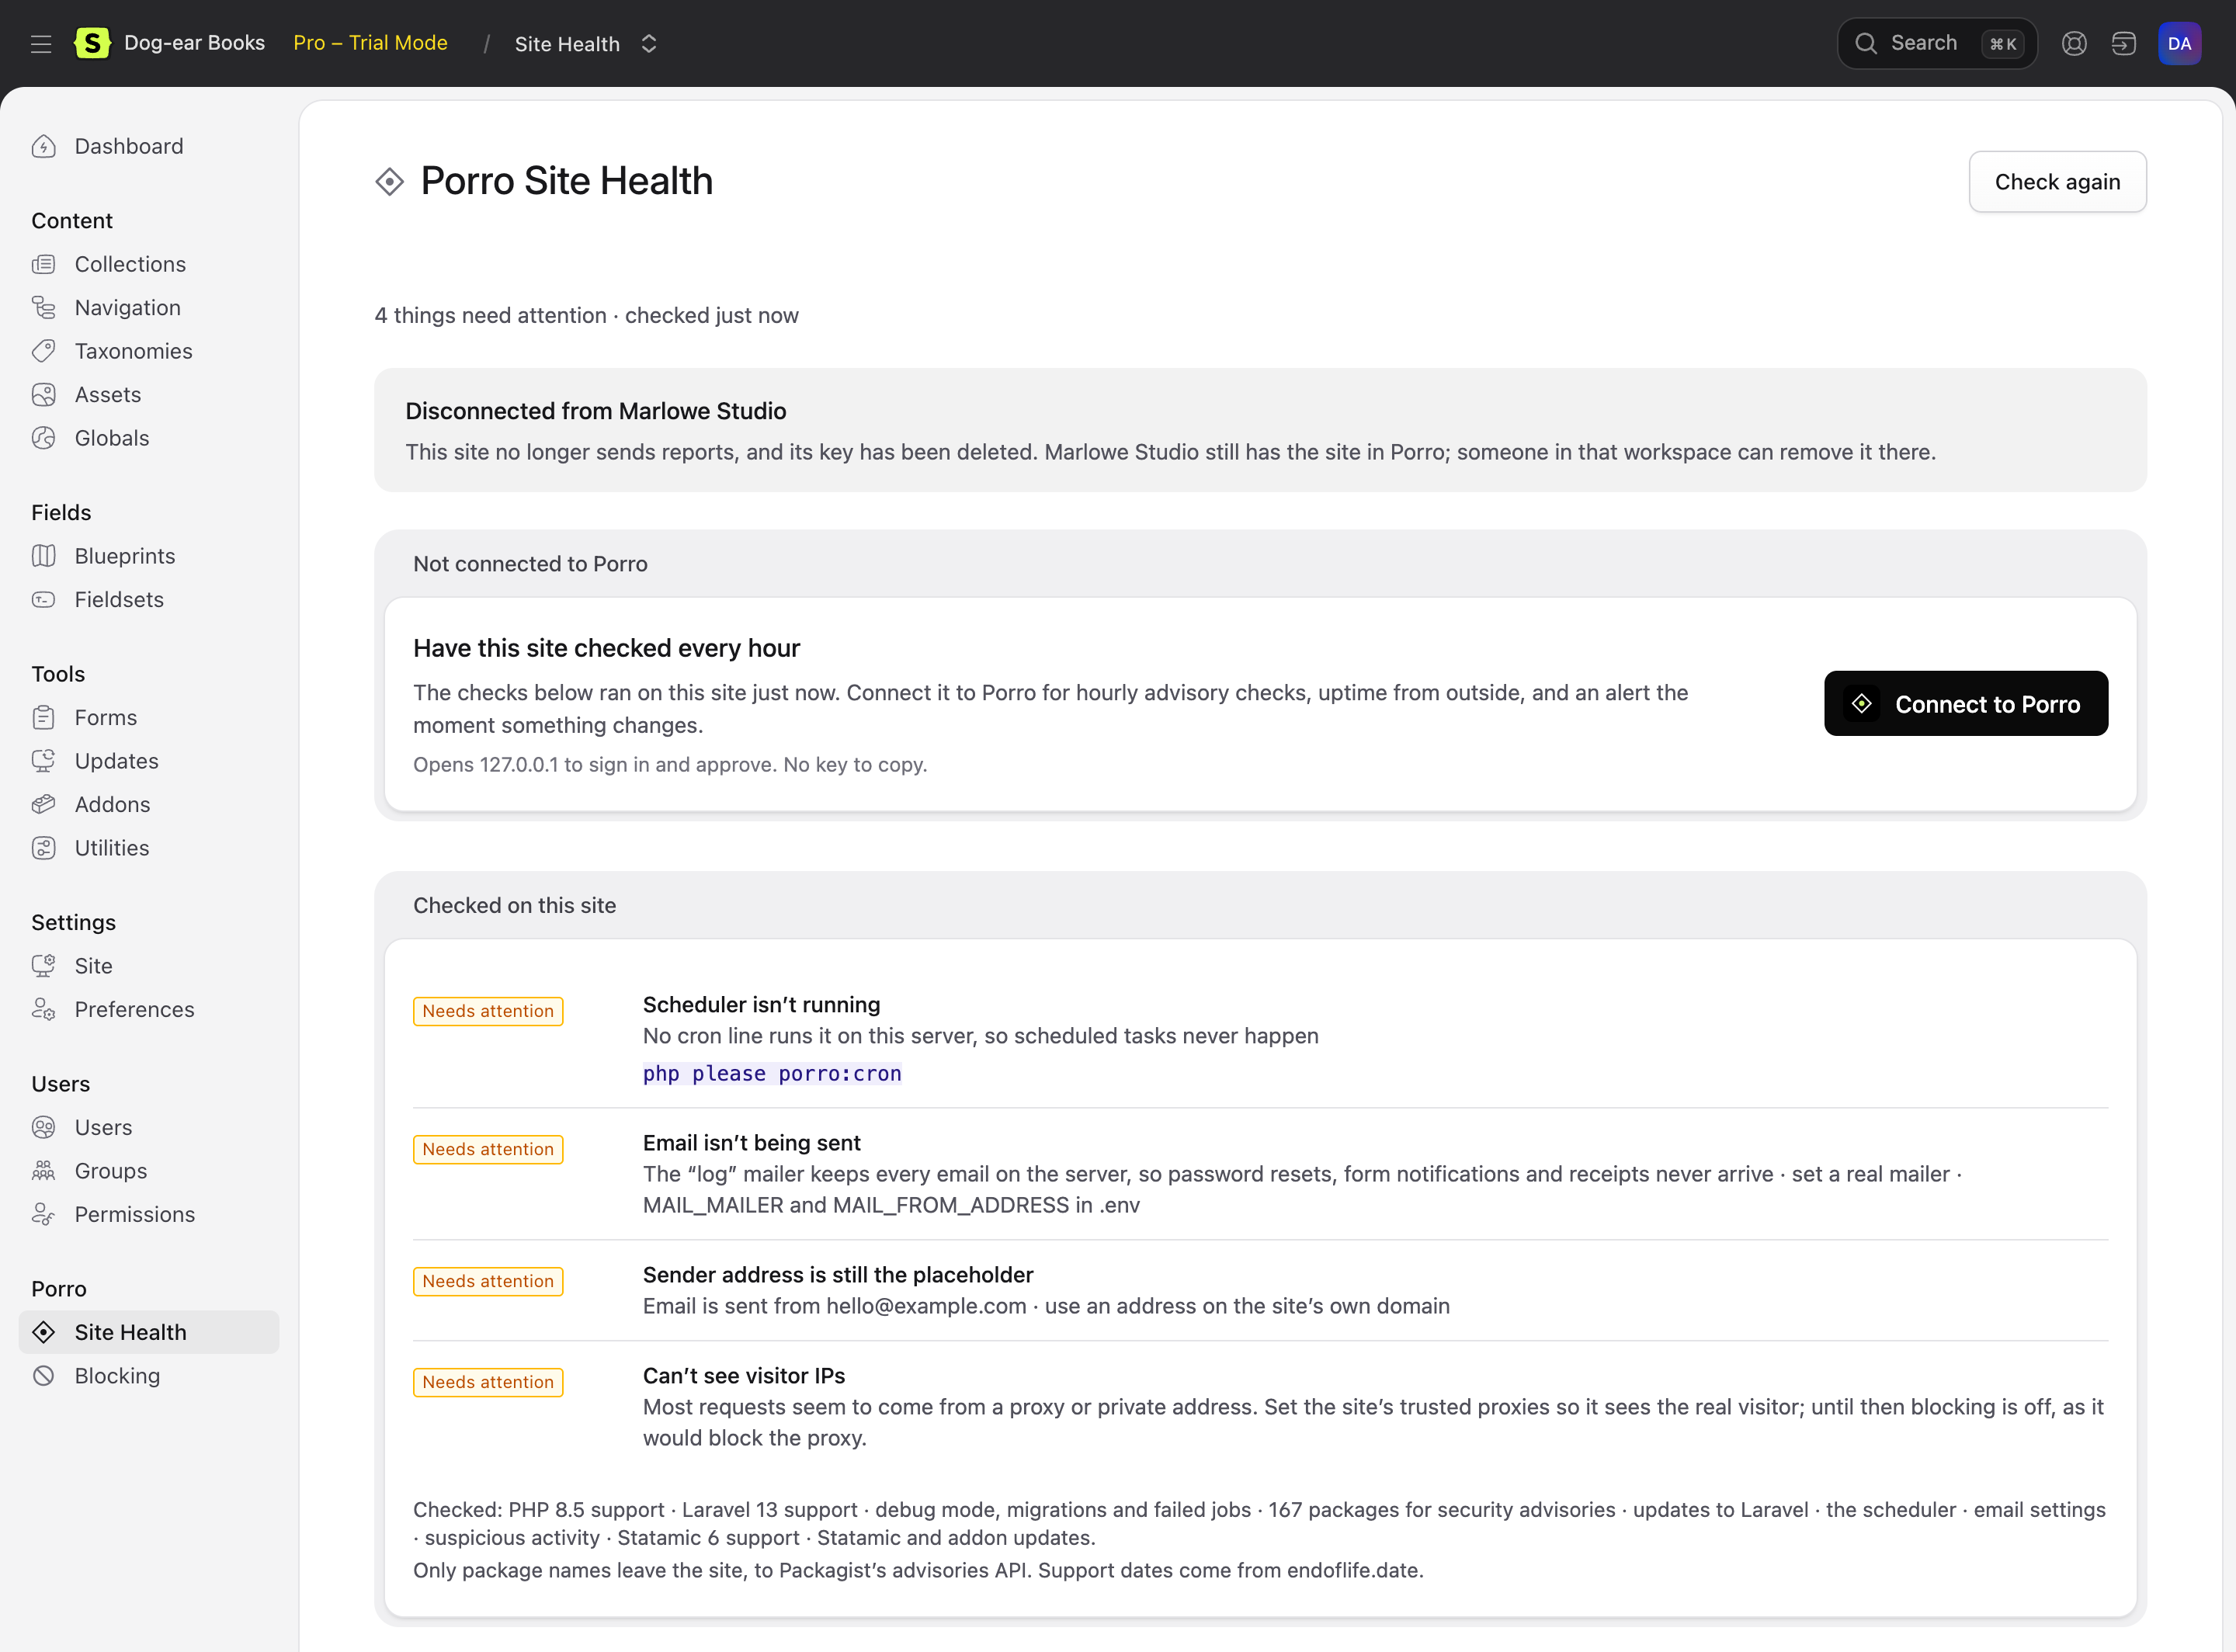 S Dog-ear Books Pro – Trial Mode / Site Health
Search ⌘K DA
Dashboard
Content
Collections
Navigation
Taxonomies
Assets
Globals
Fields
Blueprints
Fieldsets
Tools
Forms
Updates
Addons
Utilities
Settings
Site
Preferences
Users
Users
Groups
Permissions
Porro
Site Health
Blocking
Porro Site Health
Check again
4 things need attention · checked just now
Disconnected from Marlowe Studio
This site no longer sends reports, and its key has been deleted. Marlowe Studio still has the site in Porro; someone in that workspace can remove it there.
Not connected to Porro
Have this site checked every hour
The checks below ran on this site just now. Connect it to Porro for hourly advisory checks, uptime from outside, and an alert the
moment something changes.
Opens 127.0.0.1 to sign in and approve. No key to copy.
Connect to Porro
Checked on this site
Needs attention
Scheduler isn’t running
No cron line runs it on this server, so scheduled tasks never happen
php please porro:cron
Needs attention
Email isn’t being sent
The “log” mailer keeps every email on the server, so password resets, form notifications and receipts never arrive · set a real mailer ·
MAIL_MAILER and MAIL_FROM_ADDRESS in .env
Needs attention
Sender address is still the placeholder
Email is sent from hello@example.com · use an address on the site’s own domain
Needs attention
Can’t see visitor IPs
Most requests seem to come from a proxy or private address. Set the site’s trusted proxies so it sees the real visitor; until then blocking is off, as it
would block the proxy.
Checked: PHP 8.5 support · Laravel 13 support · debug mode, migrations and failed jobs · 167 packages for security advisories · updates to Laravel · the scheduler · email settings
· suspicious activity · Statamic 6 support · Statamic and addon updates.
Only package names leave the site, to Packagist’s advisories API. Support dates come from endoflife.date.